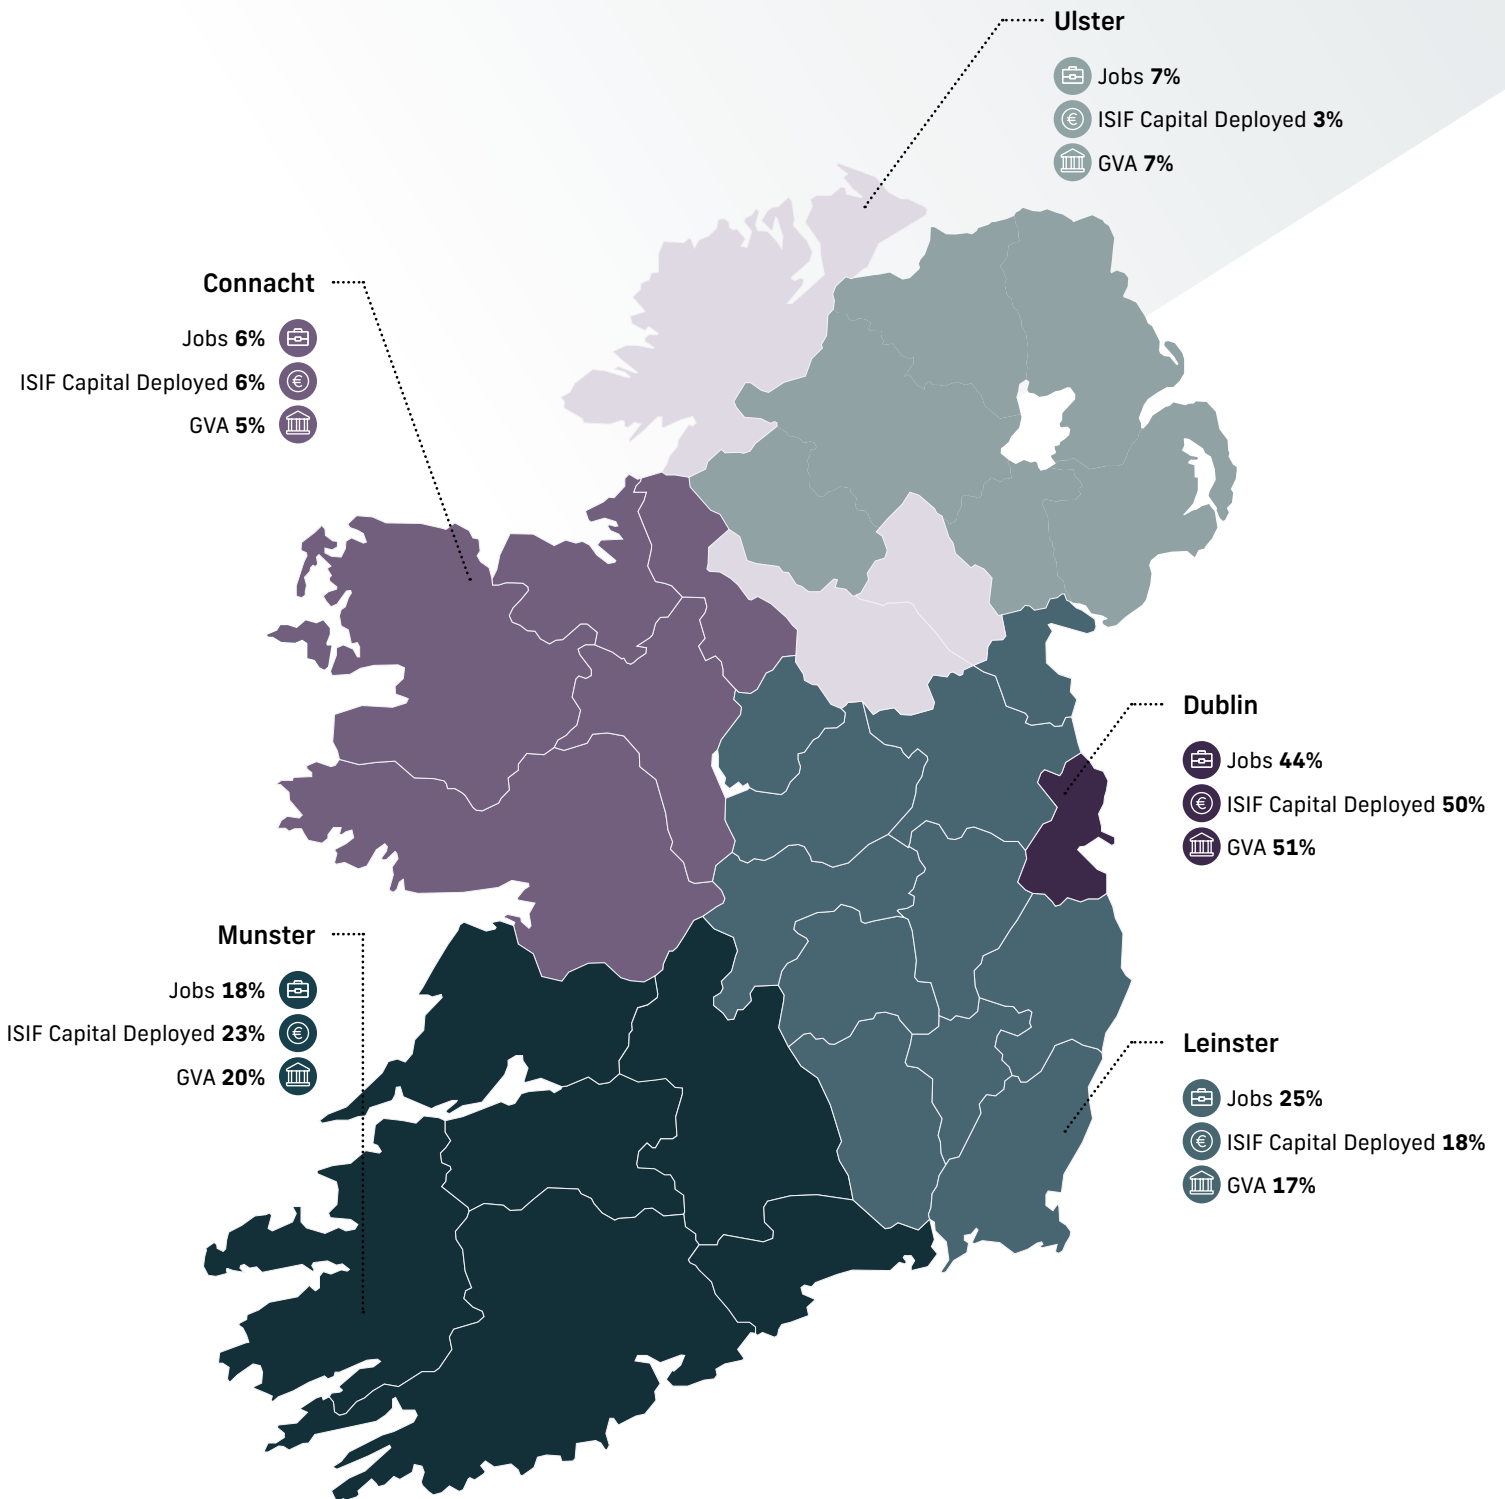 Ulster
Jobs 7%
ISIF Capital Deployed 3%
GVA 7%
Connacht
Jobs 6%
ISIF Capital Deployed 6%
GVA 5%
Dublin
Jobs 44%
ISIF Capital Deployed 50%
GVA 51%
Munster
Jobs 18%
ISIF Capital Deployed 23%
GVA 20%
Leinster
Jobs 25%
ISIF Capital Deployed 18%
GVA 17%